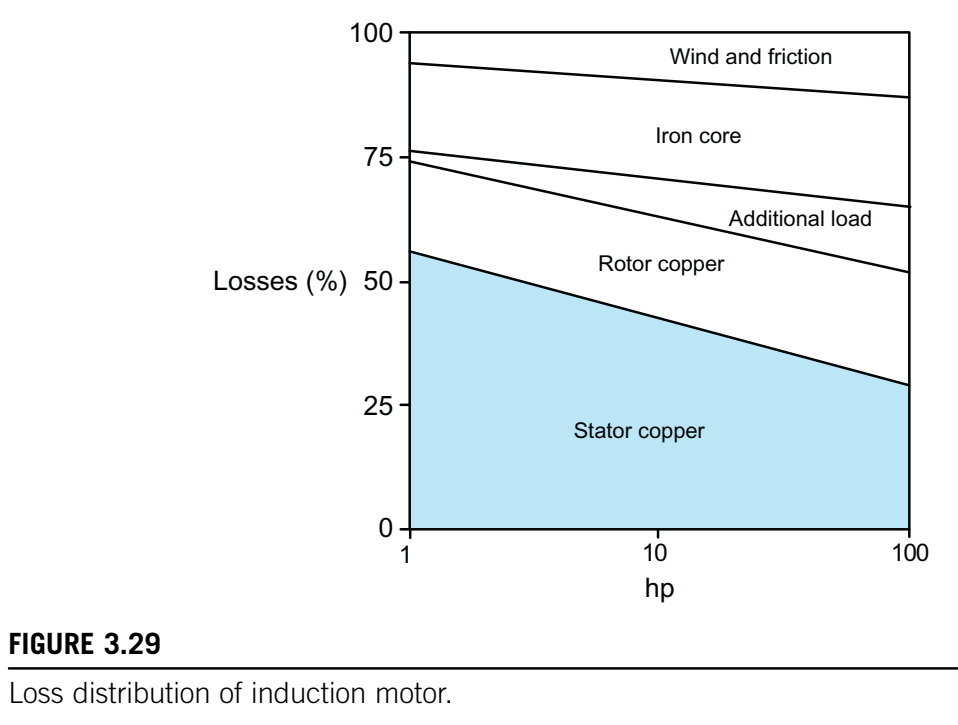 100
Wind and friction
Iron core
75
Additional load
Rotor copper
Losses (%)
50
25
Stator copper
0
1
10
100
hp
FIGURE 3.29
Loss distribution of induction motor.